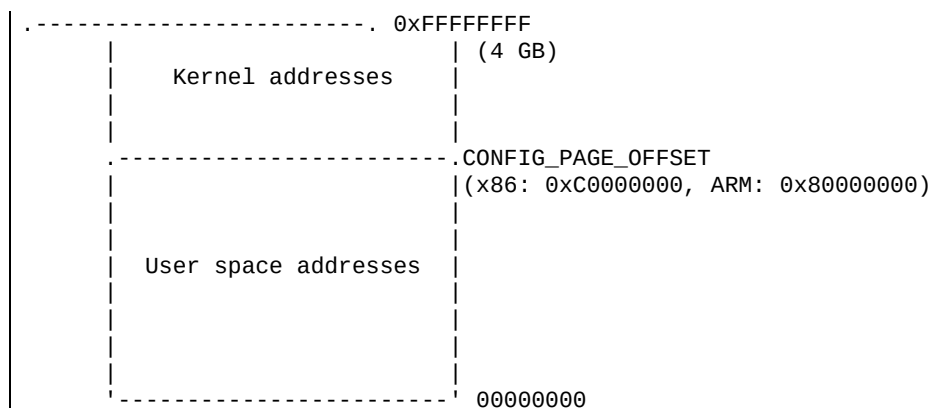 0xFFFFFFFF
(4 GB)
Kernel addresses
CONFIG_PAGE_OFFSET
(x86: 0xC0000000, ARM: 0x80000000)
User space addresses
00000000